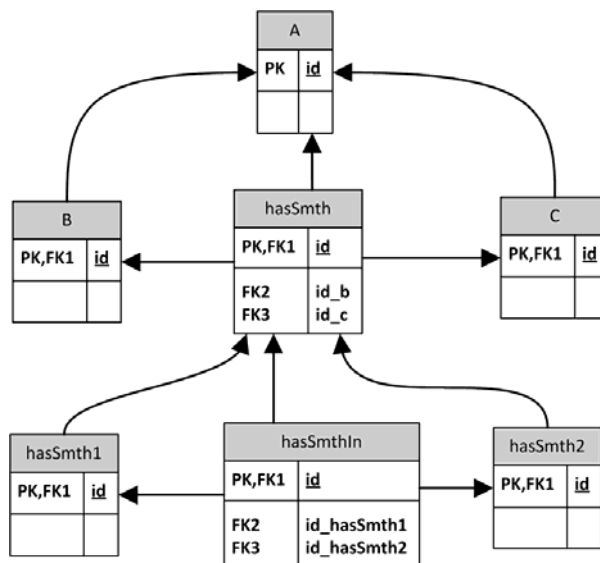 A
PK id
B
PK,FK1 id
hasSmth
PK,FK1 id
FK2 id_b
FK3 id_c
C
PK,FK1 id
hasSmth1
PK,FK1 id
hasSmthIn
PK,FK1 id
FK2 id_hasSmth1
FK3 id_hasSmth2
hasSmth2
PK,FK1 id